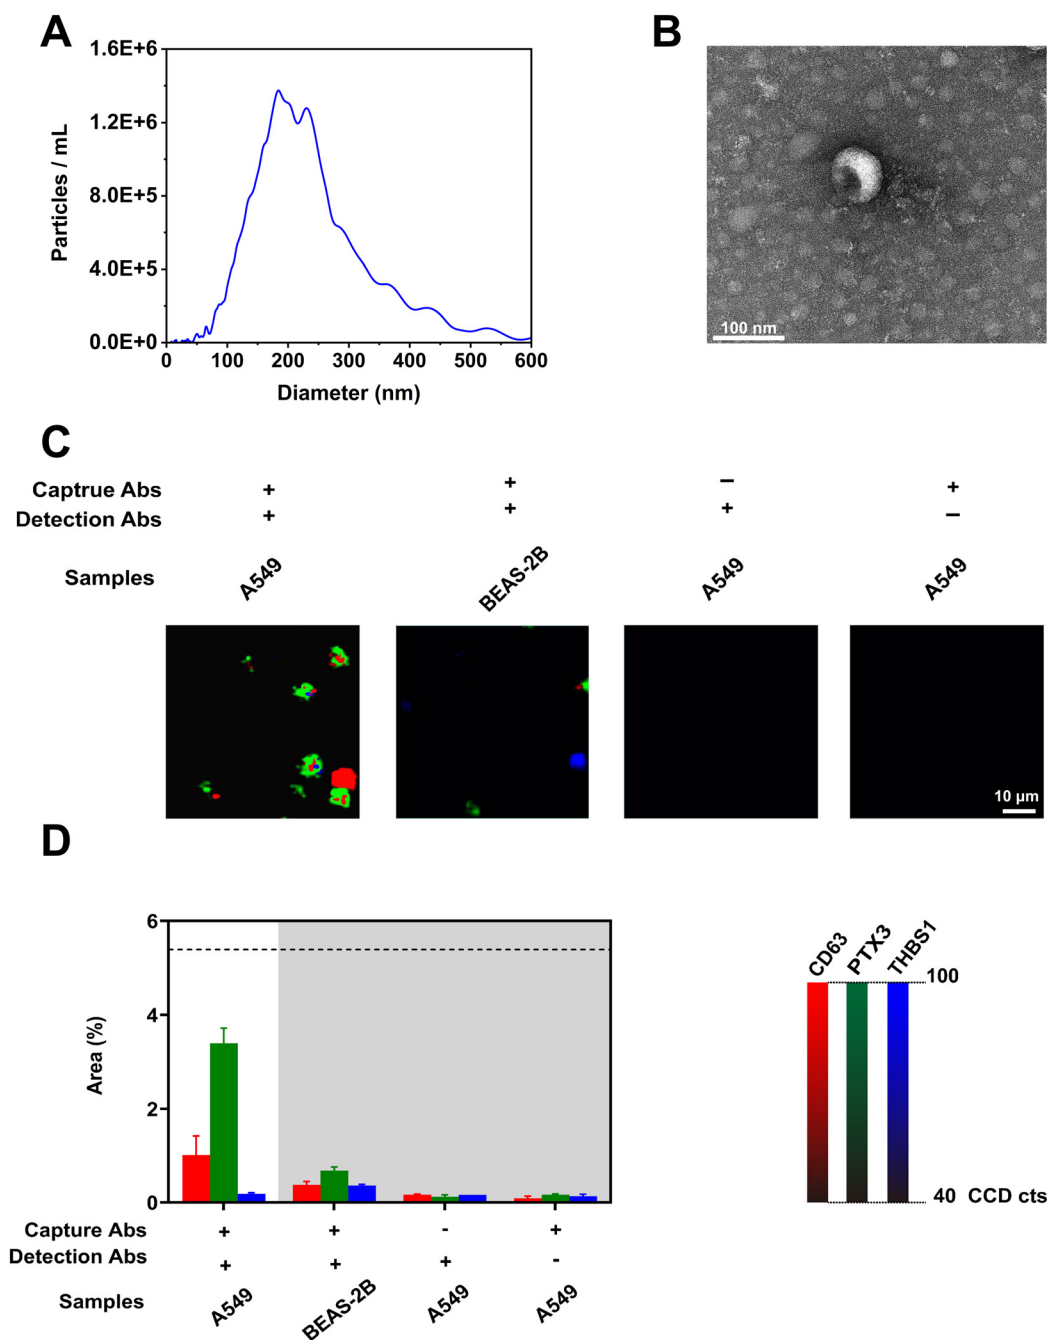 A
1.6E+6
1.2E+6
8.0E+5
4.0E+5
0.0E+0
Particles / mL
0 100 200 300 400 500 600
Diameter (nm)
B
100 nm
C
Captrue Abs + + – +
Detection Abs + + + –
Samples A549 BEAS-2B A549 A549
10 µm
D
6
4
2
0
Area (%)
Capture Abs + + - +
Detection Abs + + + -
Samples A549 BEAS-2B A549 A549
CD63 PTX3 THBS1
100
40 CCD cts